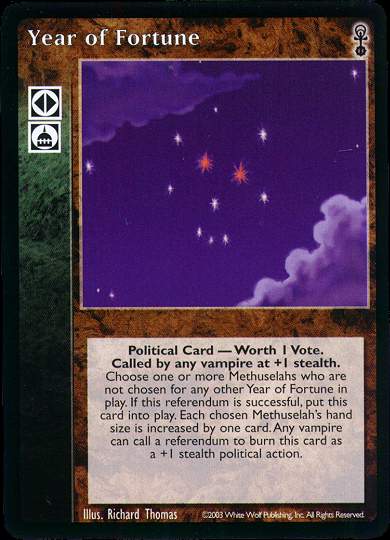 Year of Fortune
Political Card — Worth 1 Vote.
Called by any vampire at +1 stealth.
Choose one or more Methuselahs who are
not chosen for any other Year of Fortune in
play. If this referendum is successful, put this
card into play. Each chosen Methuselah's hand
size is increased by one card. Any vampire
can call a referendum to burn this card as
a +1 stealth political action.
Illus. Richard Thomas ©2003 White Wolf Publishing, Inc. All Rights Reserved.